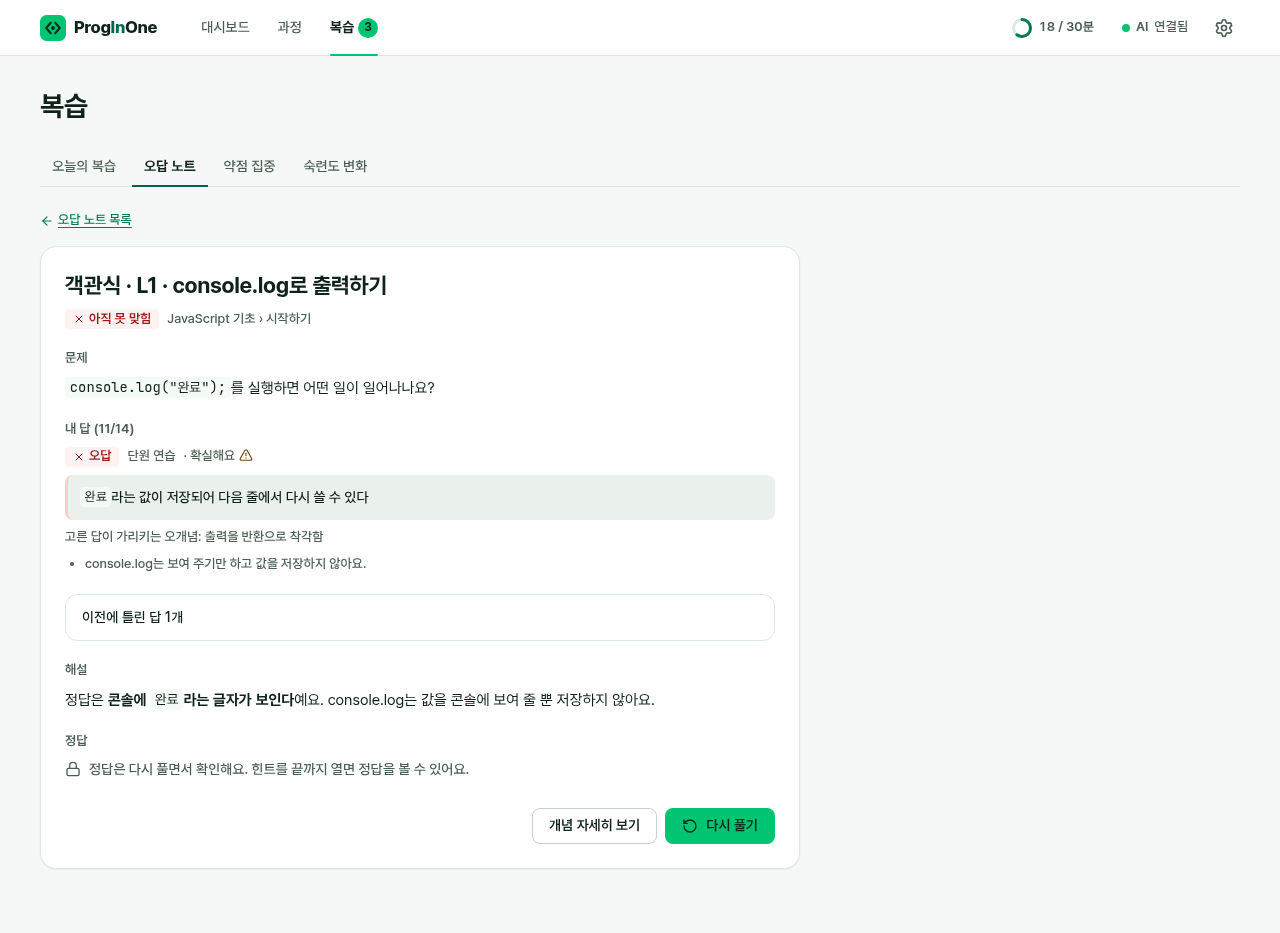 ProgInOne 대시보드 과정 복습 3 18 / 30분 AI 연결됨
복습
오늘의 복습 오답 노트 약점 집중 숙련도 변화
← 오답 노트 목록
객관식 · L1 · console.log로 출력하기
× 아직 못 맞힘 JavaScript 기초 › 시작하기
문제
console.log("완료"); 를 실행하면 어떤 일이 일어나나요?
내 답 (11/14)
× 오답 단원 연습 · 확실해요
완료 라는 값이 저장되어 다음 줄에서 다시 쓸 수 있다
고른 답이 가리키는 오개념: 출력을 반환으로 착각함
• console.log는 보여 주기만 하고 값을 저장하지 않아요.
이전에 틀린 답 1개
해설
정답은 콘솔에 완료 라는 글자가 보인다예요. console.log는 값을 콘솔에 보여 줄 뿐 저장하지 않아요.
정답
정답은 다시 풀면서 확인해요. 힌트를 끝까지 열면 정답을 볼 수 있어요.
개념 자세히 보기 다시 풀기